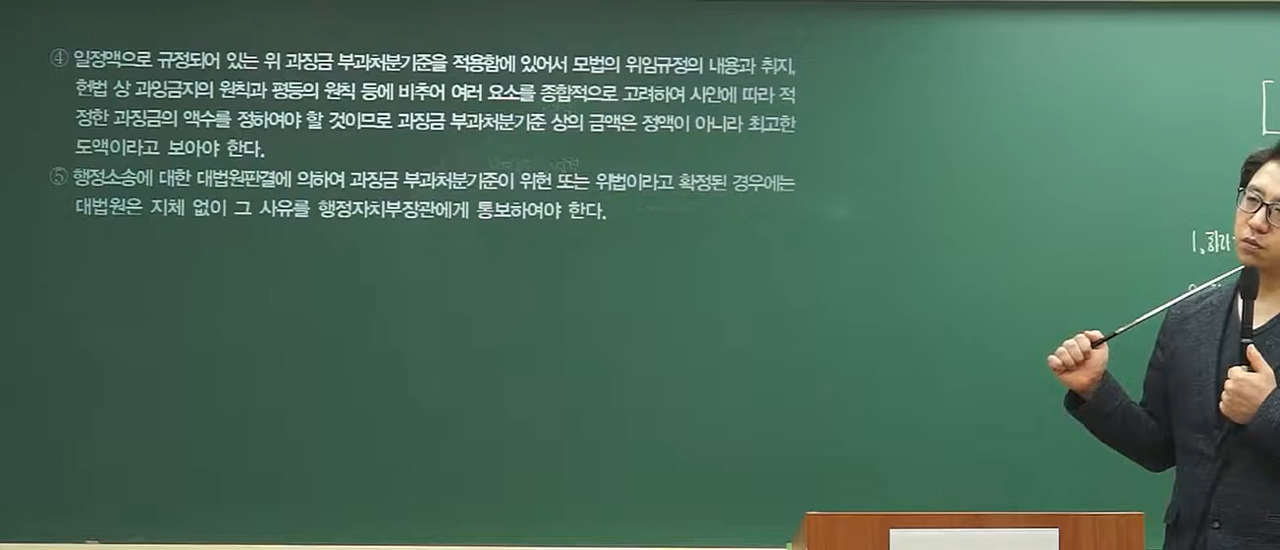 ④ 일정액으로 규정되어 있는 위 과징금 부과처분기준을 적용함에 있어서 모법의 위임규정의 내용과 취지,
헌법 상 과잉금지의 원칙과 평등의 원칙 등에 비추어 여러 요소를 종합적으로 고려하여 사안에 따라 적
정한 과징금의 액수를 정하여야 할 것이므로 과징금 부과처분기준 상의 금액은 정액이 아니라 최고한
도액이라고 보아야 한다.
⑤ 행정소송에 대한 대법원판결에 의하여 과징금 부과처분기준이 위헌 또는 위법이라고 확정된 경우에는
대법원은 지체 없이 그 사유를 행정자치부장관에게 통보하여야 한다.